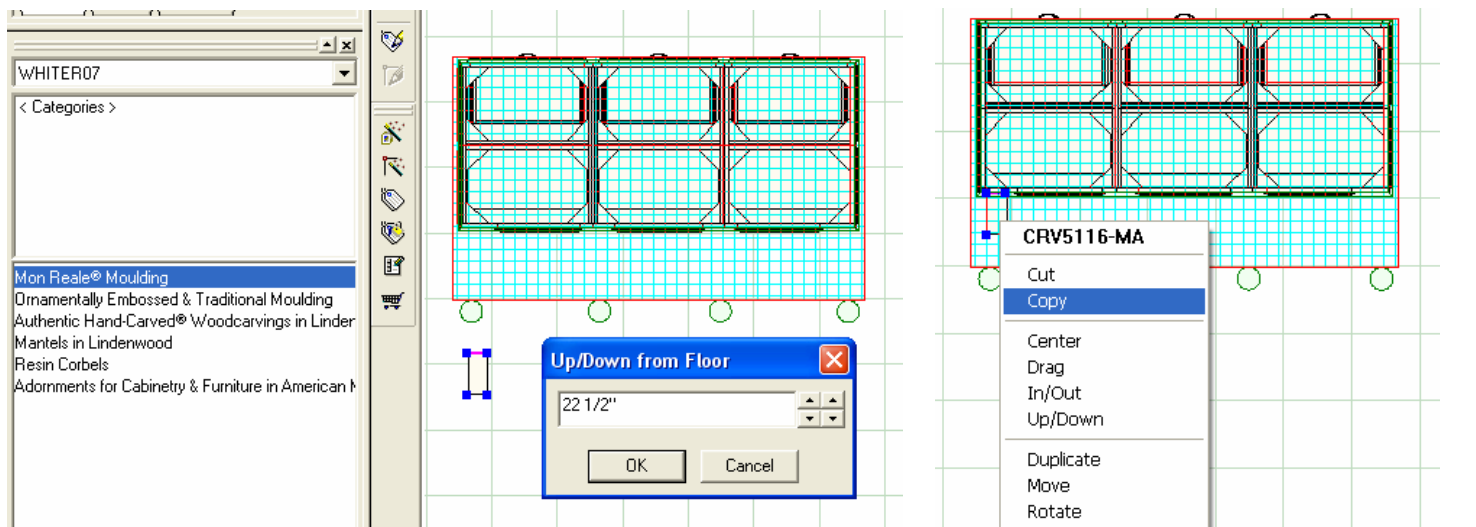 WHITER07
< Categories >
Mon Reale® Moulding
Ornamentally Embossed & Traditional Moulding
Authentic Hand-Carved® Woodcarvings in Linder
Mantels in Lindenwood
Resin Corbels
Adornments for Cabinetry & Furniture in American M
Up/Down from Floor
22 1/2"
OK
Cancel
CRV5116-MA
Cut
Copy
Center
Drag
In/Out
Up/Down
Duplicate
Move
Rotate